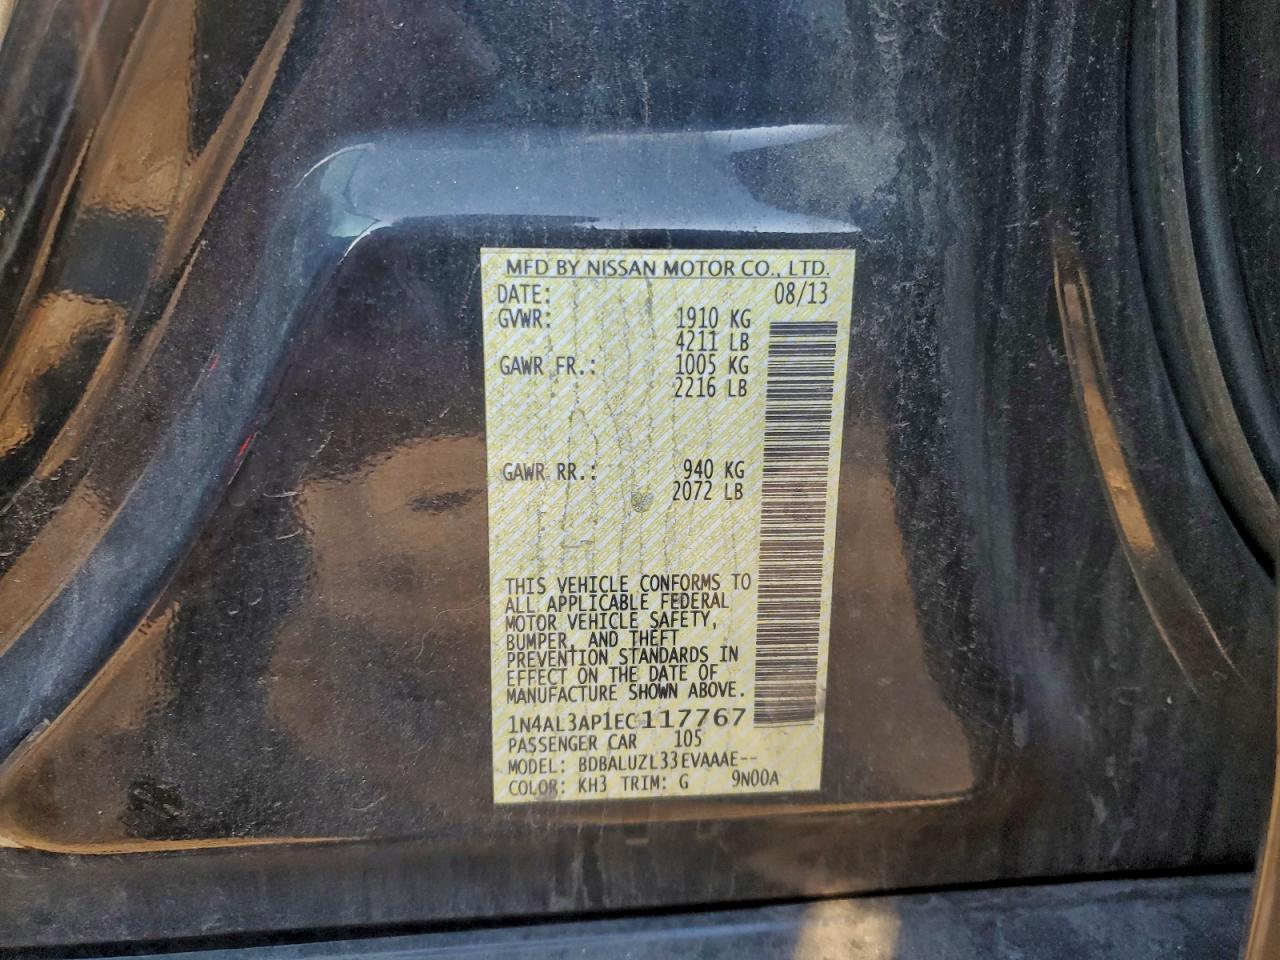 MFD BY NISSAN MOTOR CO., LTD.
DATE: 08/13
GVWR: 1910 KG
4211 LB
GAWR FR.: 1005 KG
2216 LB
GAWR RR.: 940 KG
2072 LB
THIS VEHICLE CONFORMS TO
ALL APPLICABLE FEDERAL
MOTOR VEHICLE SAFETY,
BUMPER, AND THEFT
PREVENTION STANDARDS IN
EFFECT ON THE DATE OF
MANUFACTURE SHOWN ABOVE.
1N4AL3AP1EC117767
PASSENGER CAR 105
MODEL: BDBALUZL33EVAAAE--
COLOR: KH3 TRIM: G 9N00A